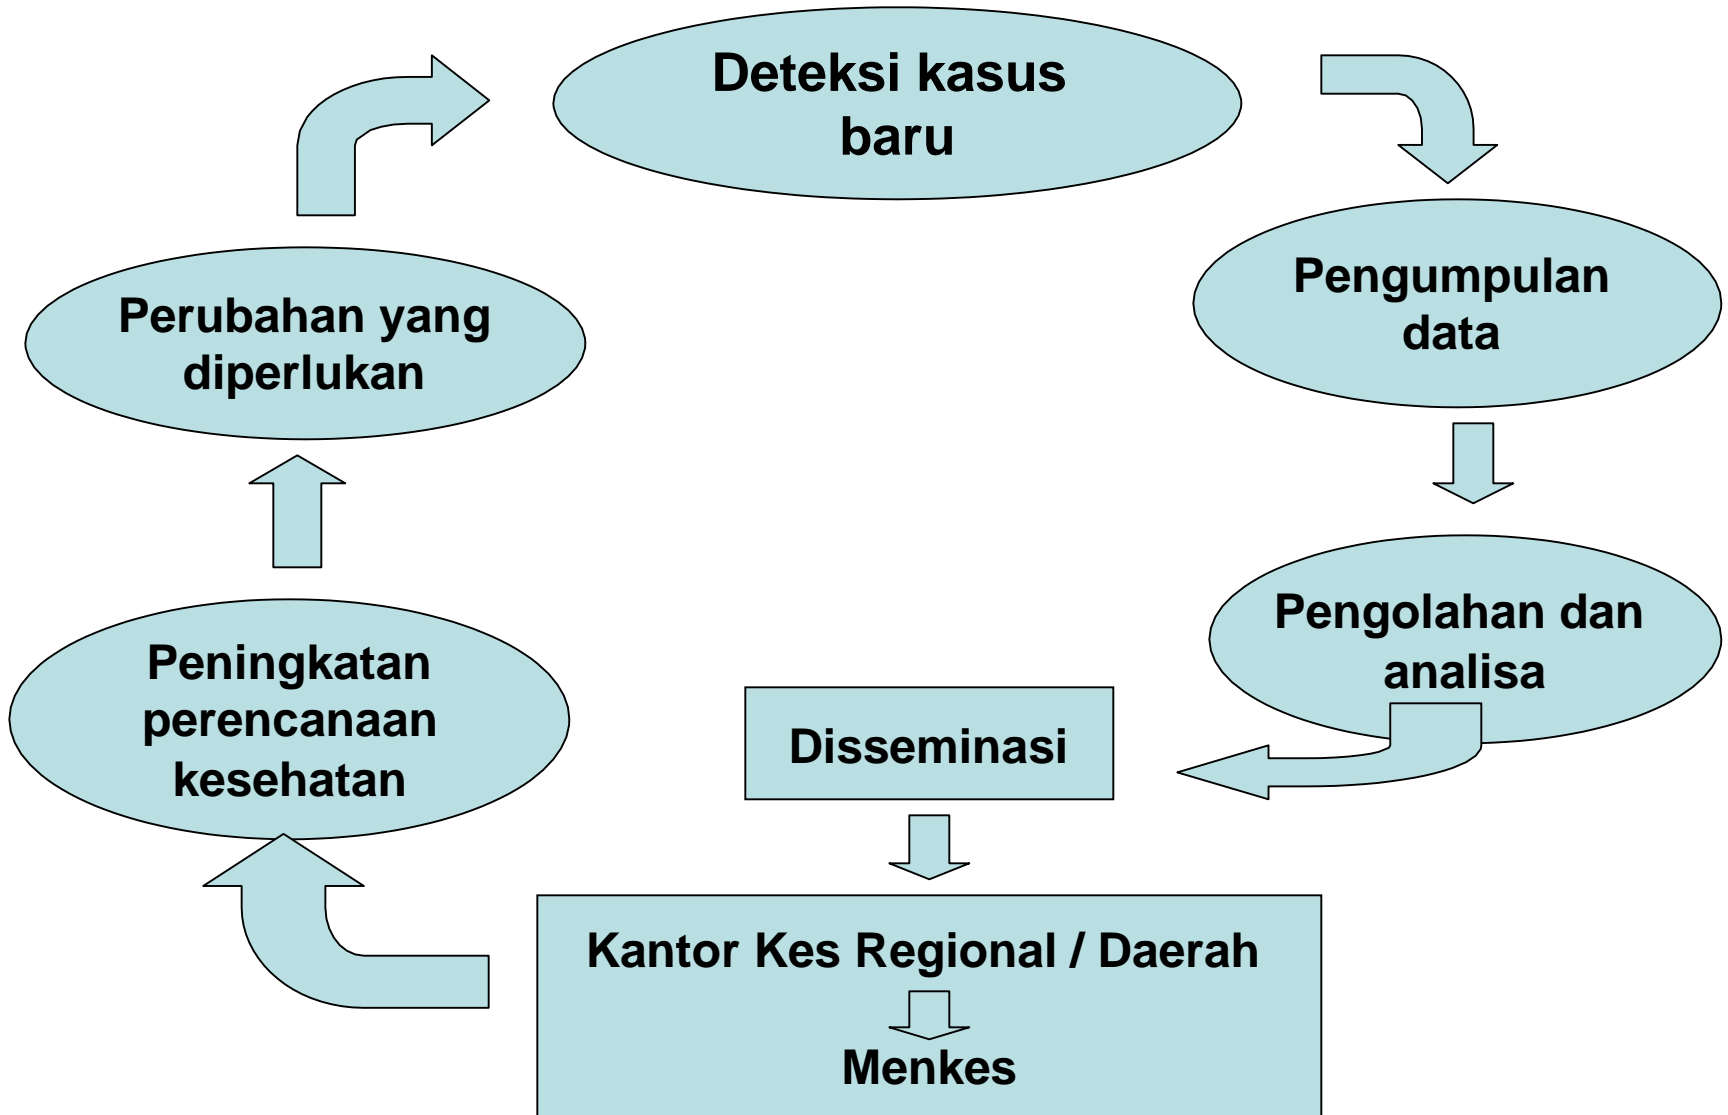 Deteksi kasus
baru
Pengumpulan
data
Pengolahan dan
analisa
Disseminasi
Kantor Kes Regional / Daerah
Menkes
Peningkatan
perencanaan
kesehatan
Perubahan yang
diperlukan